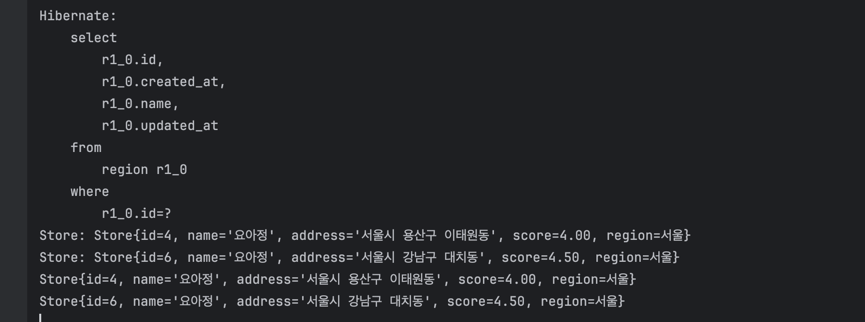 Hibernate:
select
r1_0.id,
r1_0.created_at,
r1_0.name,
r1_0.updated_at
from
region r1_0
where
r1_0.id=?
Store: Store{id=4, name='요아정', address='서울시 용산구 이태원동', score=4.00, region=서울}
Store: Store{id=6, name='요아정', address='서울시 강남구 대치동', score=4.50, region=서울}
Store{id=4, name='요아정', address='서울시 용산구 이태원동', score=4.00, region=서울}
Store{id=6, name='요아정', address='서울시 강남구 대치동', score=4.50, region=서울}